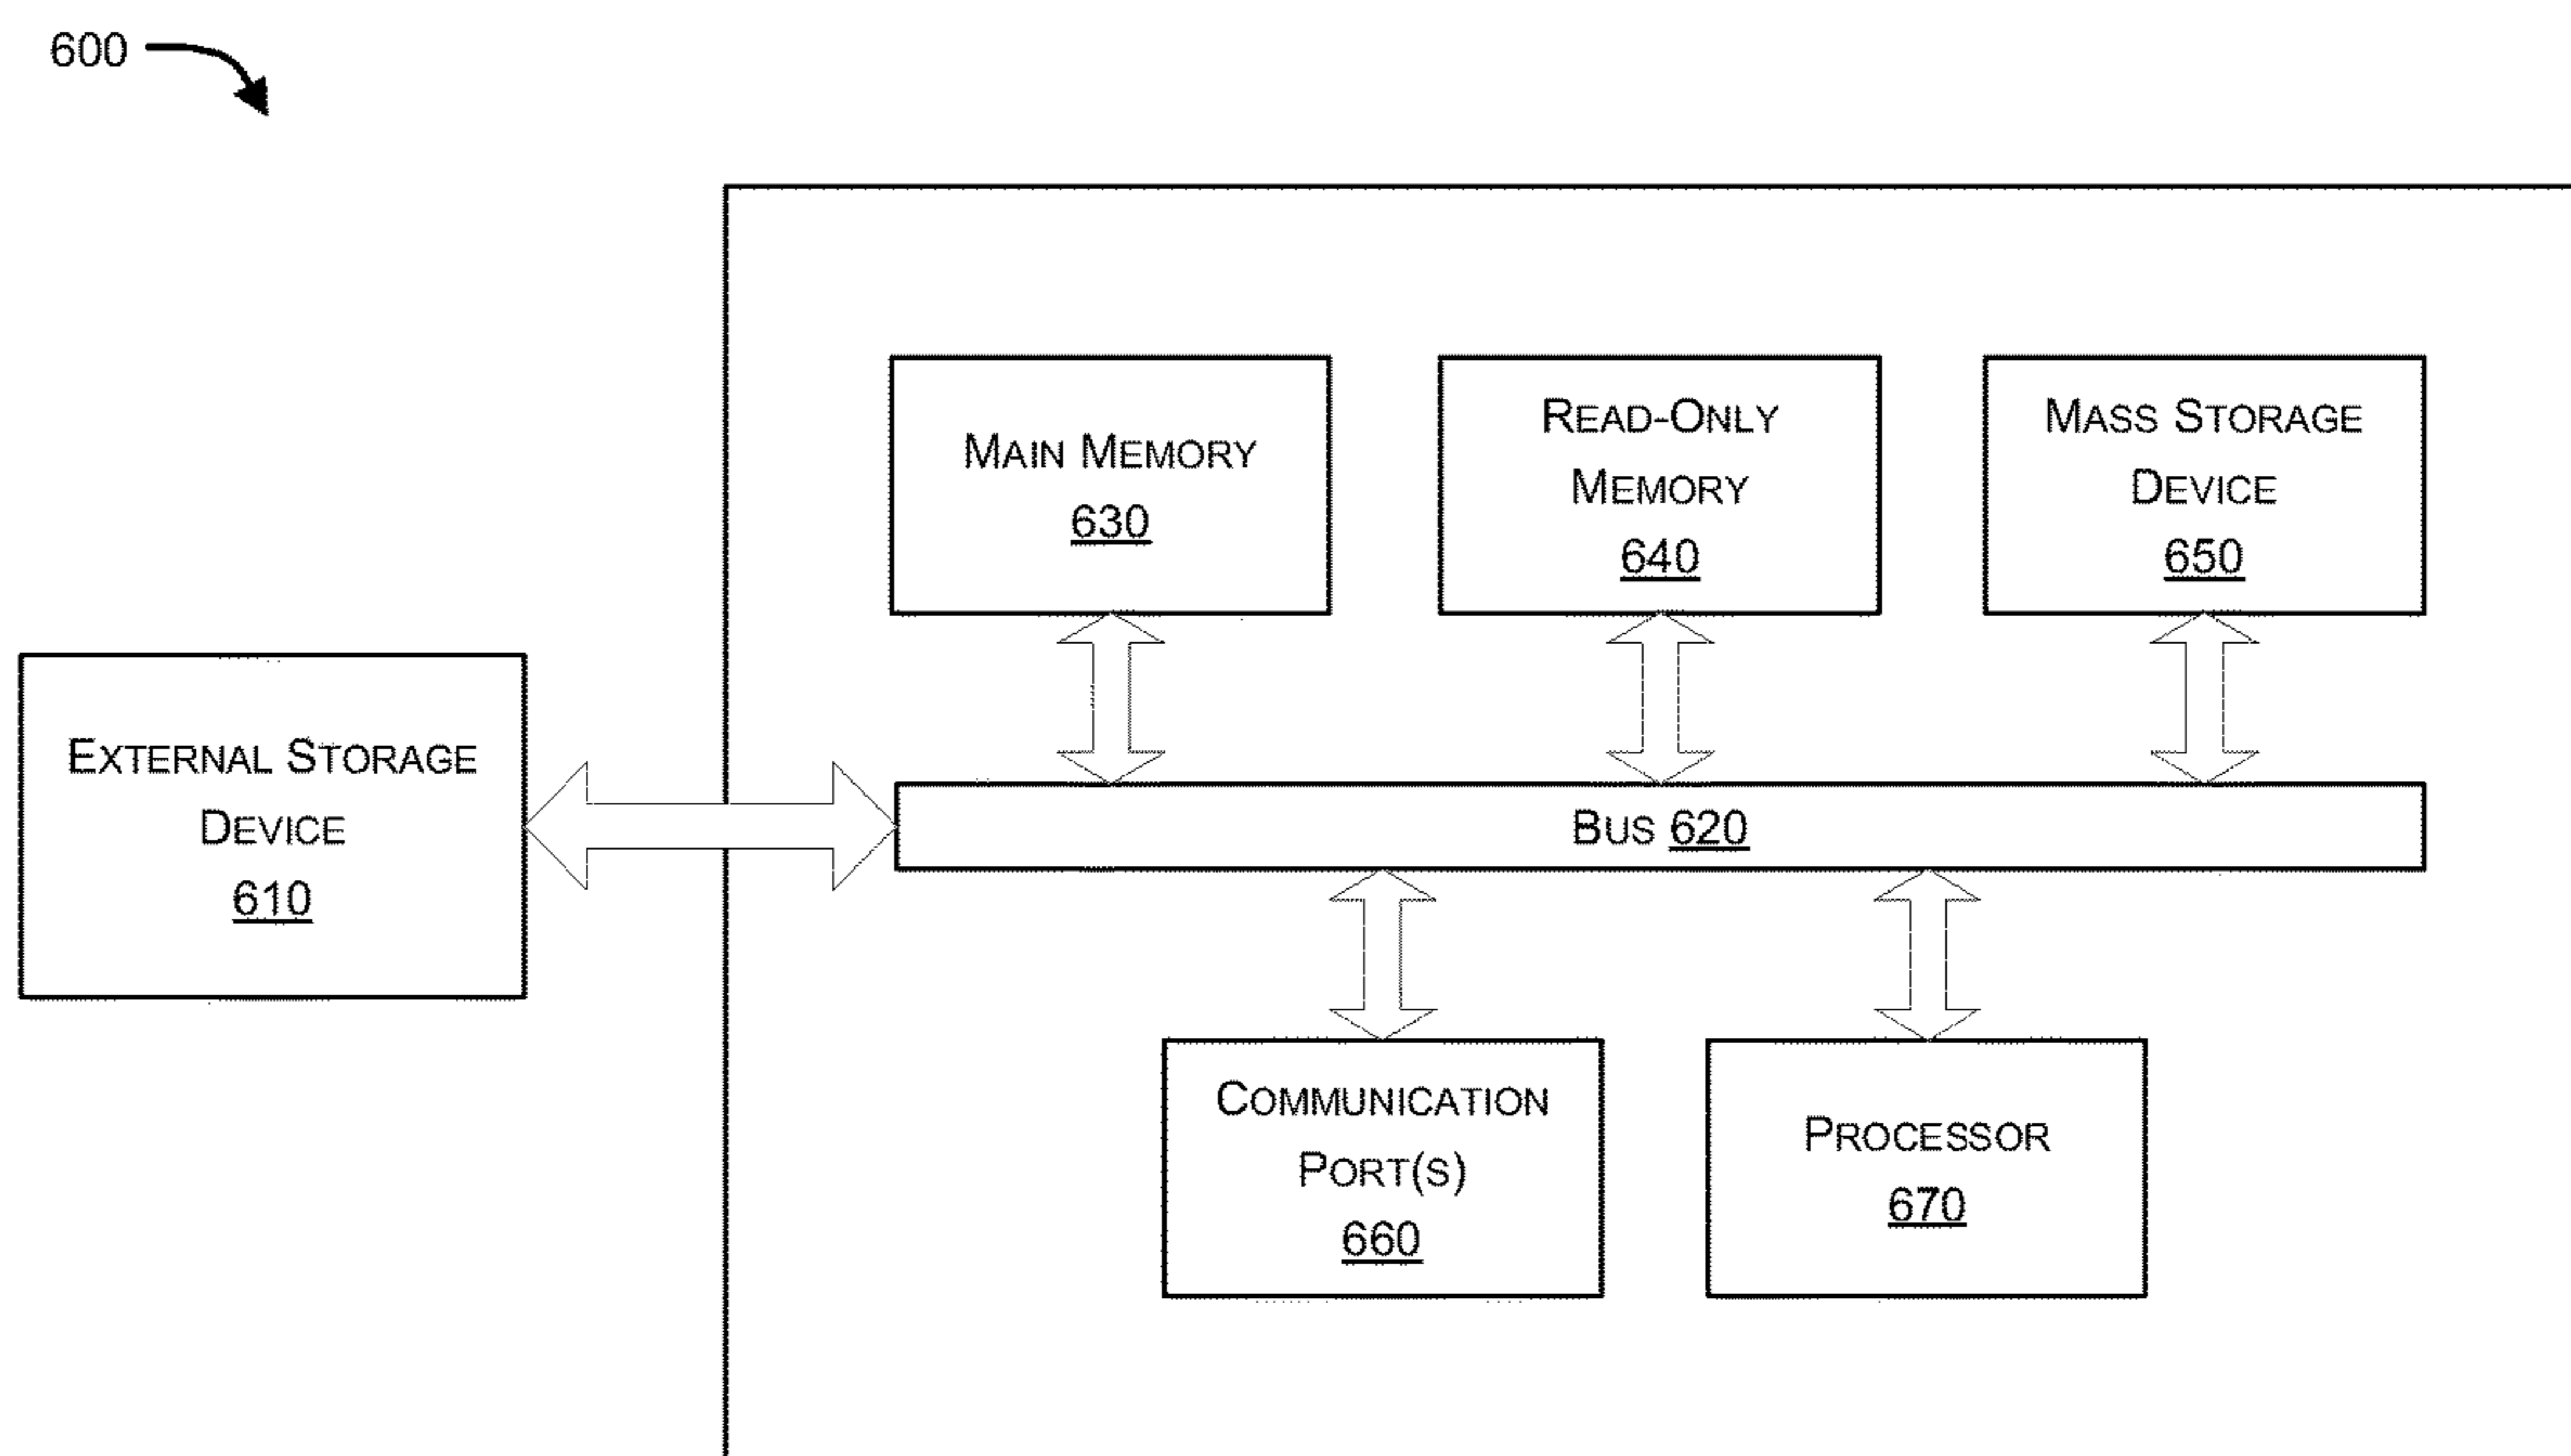 600
MAIN MEMORY
630
READ-ONLY
MEMORY
640
MASS STORAGE
DEVICE
650
EXTERNAL STORAGE
DEVICE
610
BUS 620
COMMUNICATION
PORT(S)
660
PROCESSOR
670